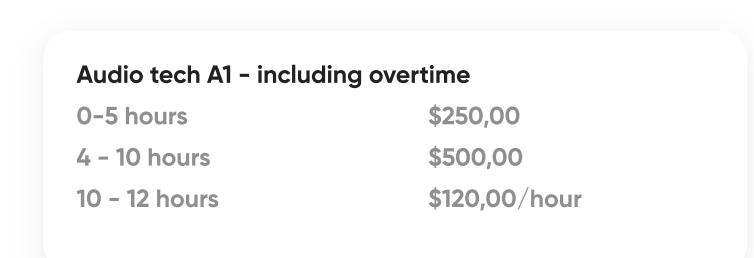 Audio tech A1 - including overtime
0-5 hours $250,00
4 - 10 hours $500,00
10 - 12 hours $120,00/hour